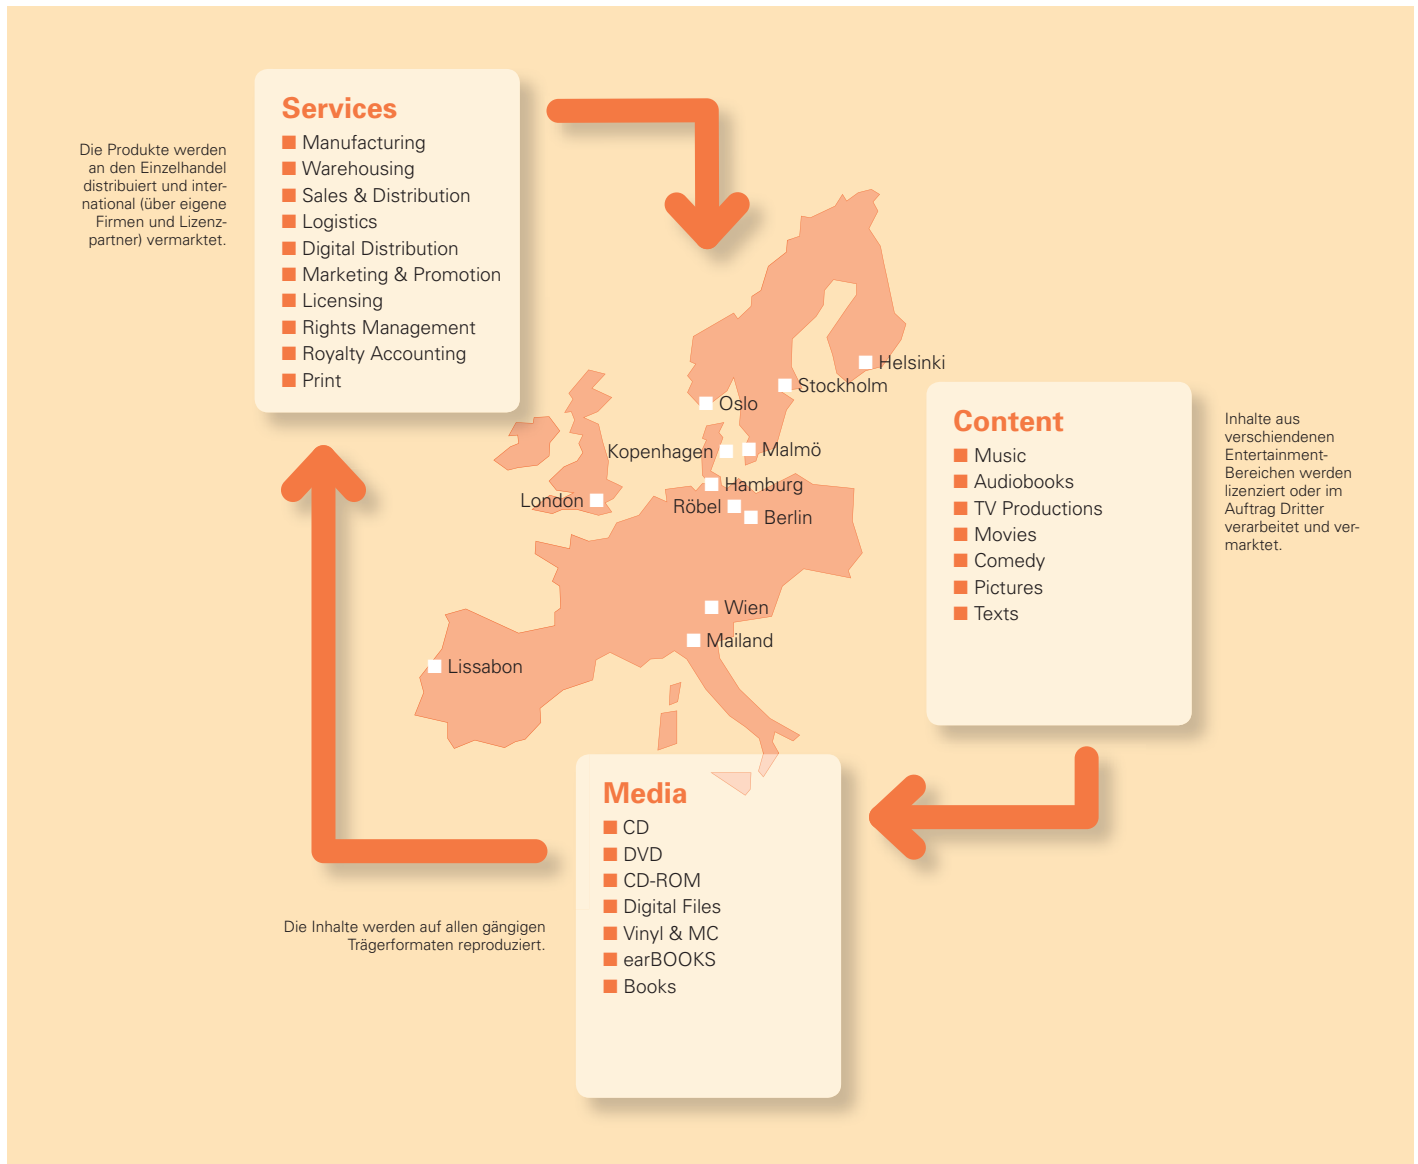 Services
Manufacturing
Warehousing
Sales & Distribution
Logistics
Digital Distribution
Marketing & Promotion
Licensing
Rights Management
Royalty Accounting
Print
Die Produkte werden
an den Einzelhandel
distribuiert und inter-
national (über eigene
Firmen und Lizenz-
partner) vermarktet.
Helsinki
Stockholm
Oslo
Kopenhagen
Malmö
Hamburg
London
Röbel
Berlin
Wien
Mailand
Lissabon
Content
Music
Audiobooks
TV Productions
Movies
Comedy
Pictures
Texts
Inhalte aus
verschiendenen
Entertainment-
Bereichen werden
lizenziert oder im
Auftrag Dritter
verarbeitet und ver-
marktet.
Media
CD
DVD
CD-ROM
Digital Files
Vinyl & MC
earBOOKS
Books
Die Inhalte werden auf allen gängigen
Trägerformaten reproduziert.